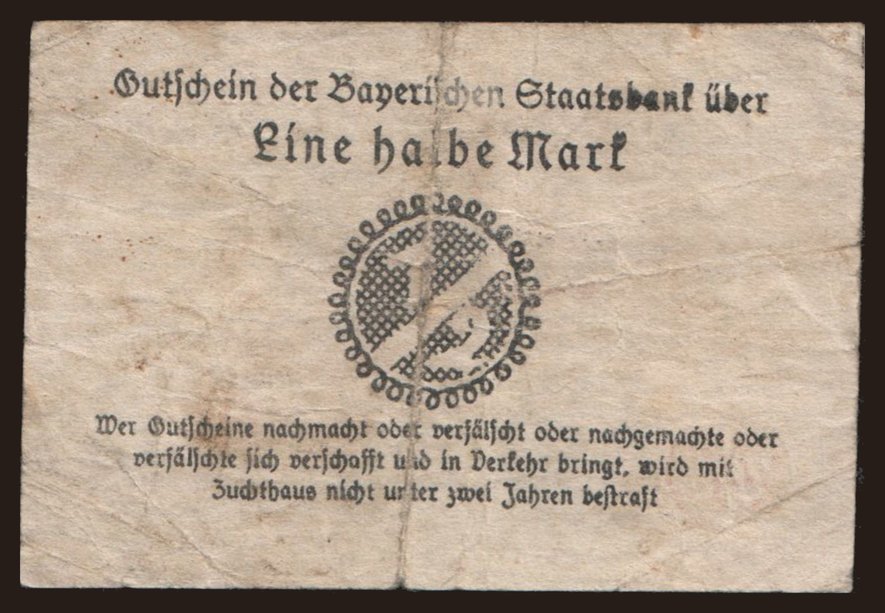 Gutschein der Bayerischen Staatsbank über
Eine halbe Mark
Wer Gutscheine nachmacht oder verfälscht oder nachgemachte oder
verfälschte sich verschafft und in Verkehr bringt, wird mit
Zuchthaus nicht unter zwei Jahren bestraft